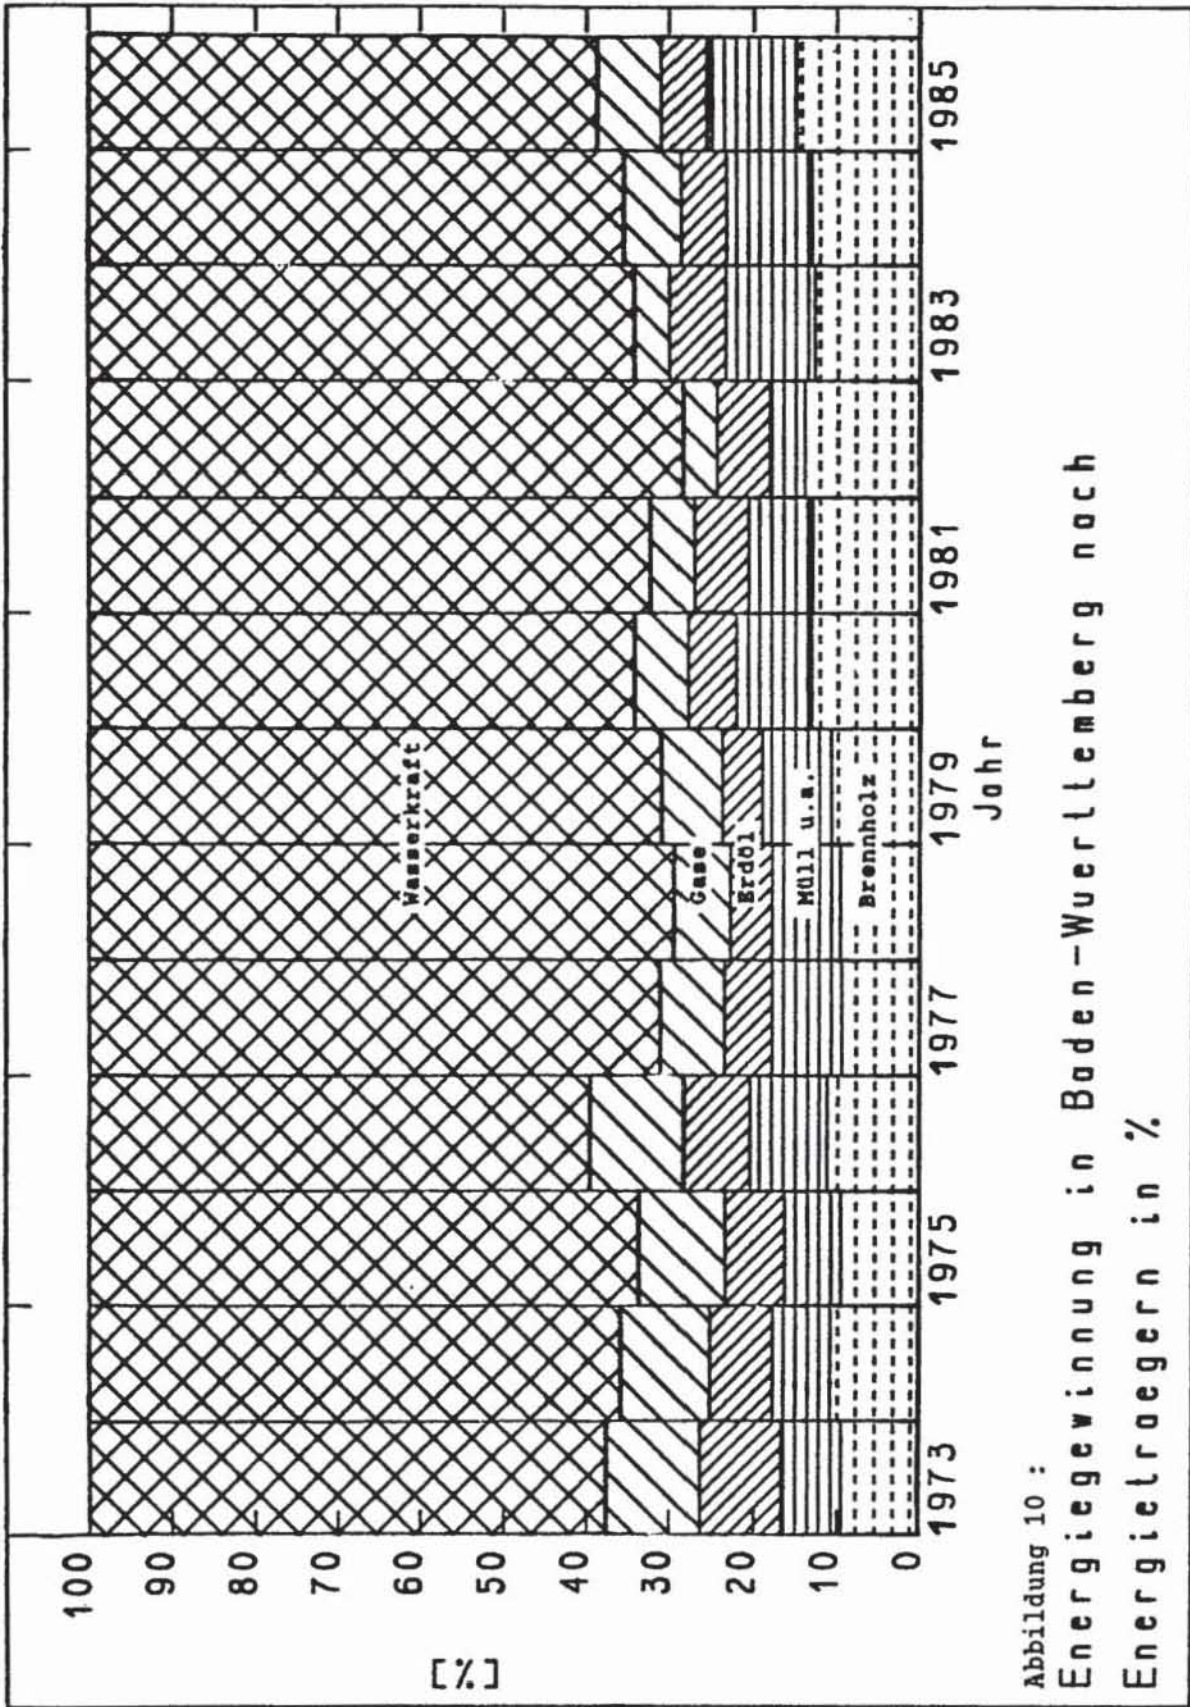 [%]
100
90
80
70
60
50
40
30
20
10
0
Wasserkraft
Gase
Erdöl
Müll u.a.
Brennholz
1973 1975 1977 1979 1981 1983 1985
Jahr
Abbildung 10 :
Energiegewinnung in Baden-Wuerttemberg nach
Energietraegern in %